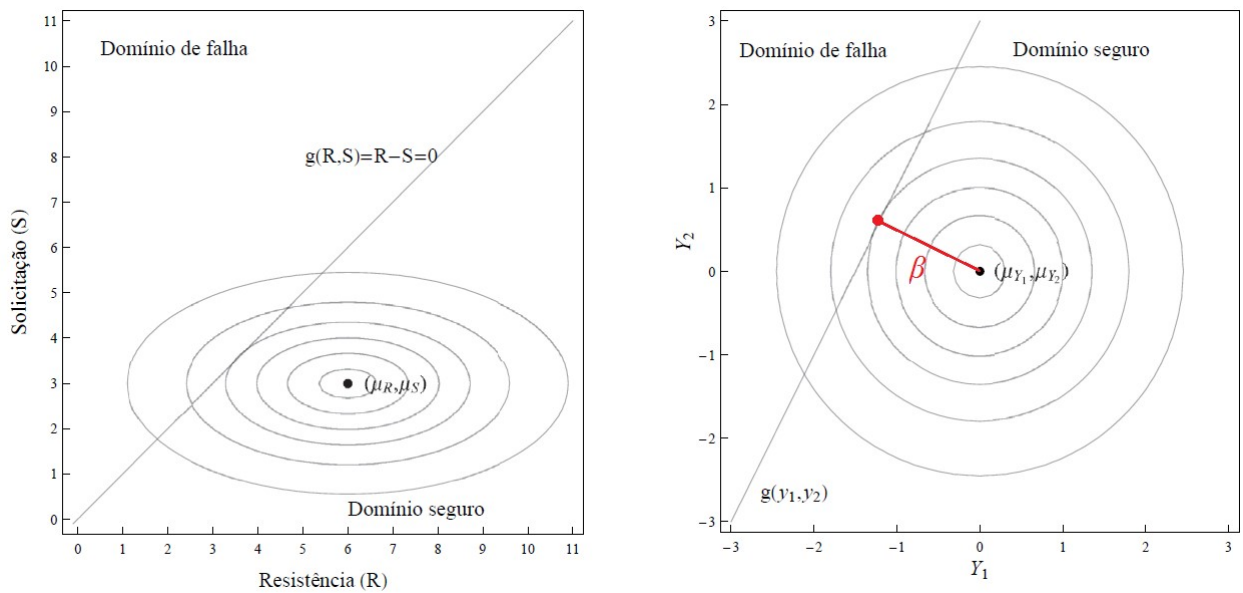 11
10
9
8
7
6
5
4
3
2
1
0
Solicitação (S)
Domínio de falha
g(R,S)=R−S=0
(μR,μS)
Domínio seguro
0 1 2 3 4 5 6 7 8 9 10 11
Resistência (R)
3
2
1
0
−1
−2
−3
Y2
Domínio de falha
Domínio seguro
β
(μY1,μY2)
g(y1,y2)
−3 −2 −1 0 1 2 3
Y1